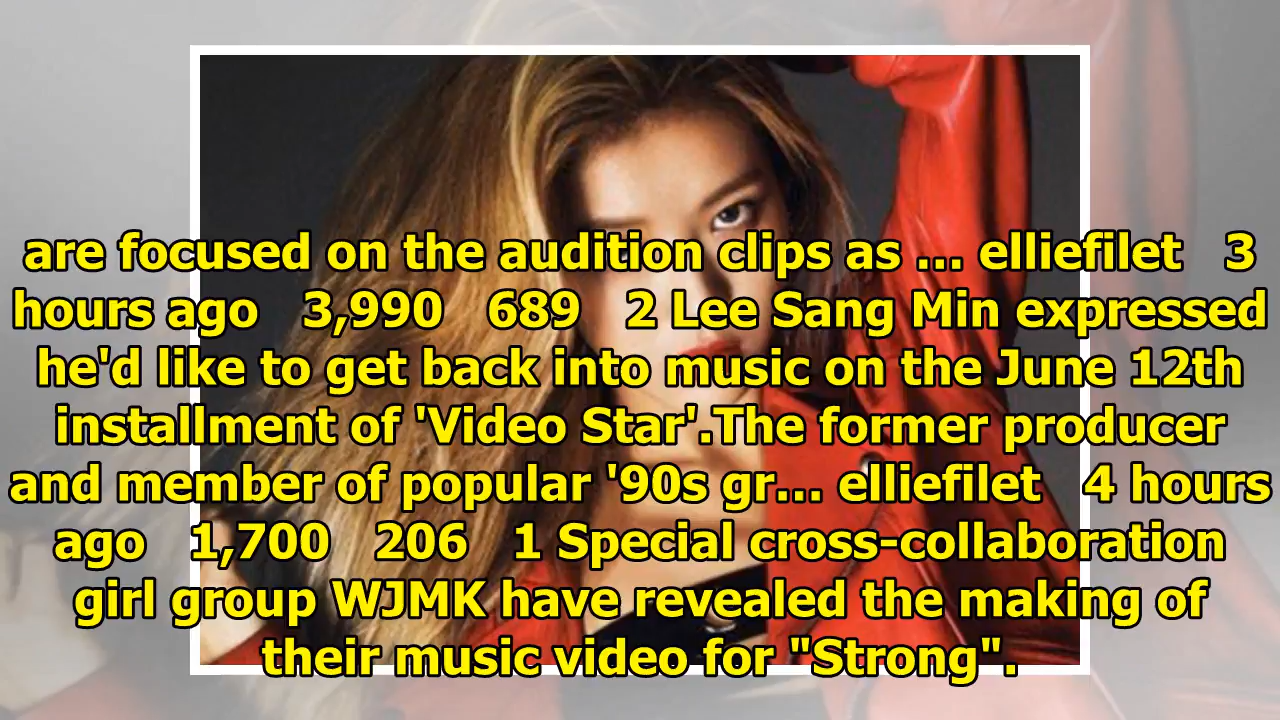 are focused on the audition clips as ... elliefilet 3
hours ago 3,990 689 2 Lee Sang Min expressed
he'd like to get back into music on the June 12th
installment of 'Video Star'.The former producer
and member of popular '90s gr... elliefilet 4 hours
ago 1,700 206 1 Special cross-collaboration
girl group WJMK have revealed the making of
their music video for "Strong".